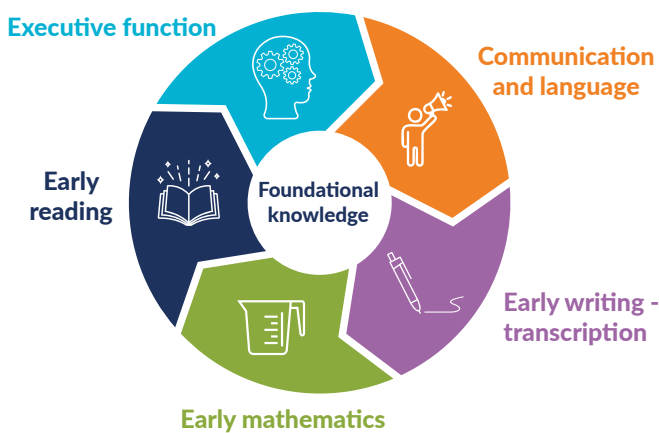 Executive function
Communication
and language
Early
reading
Foundational
knowledge
Early writing -
transcription
Early mathematics